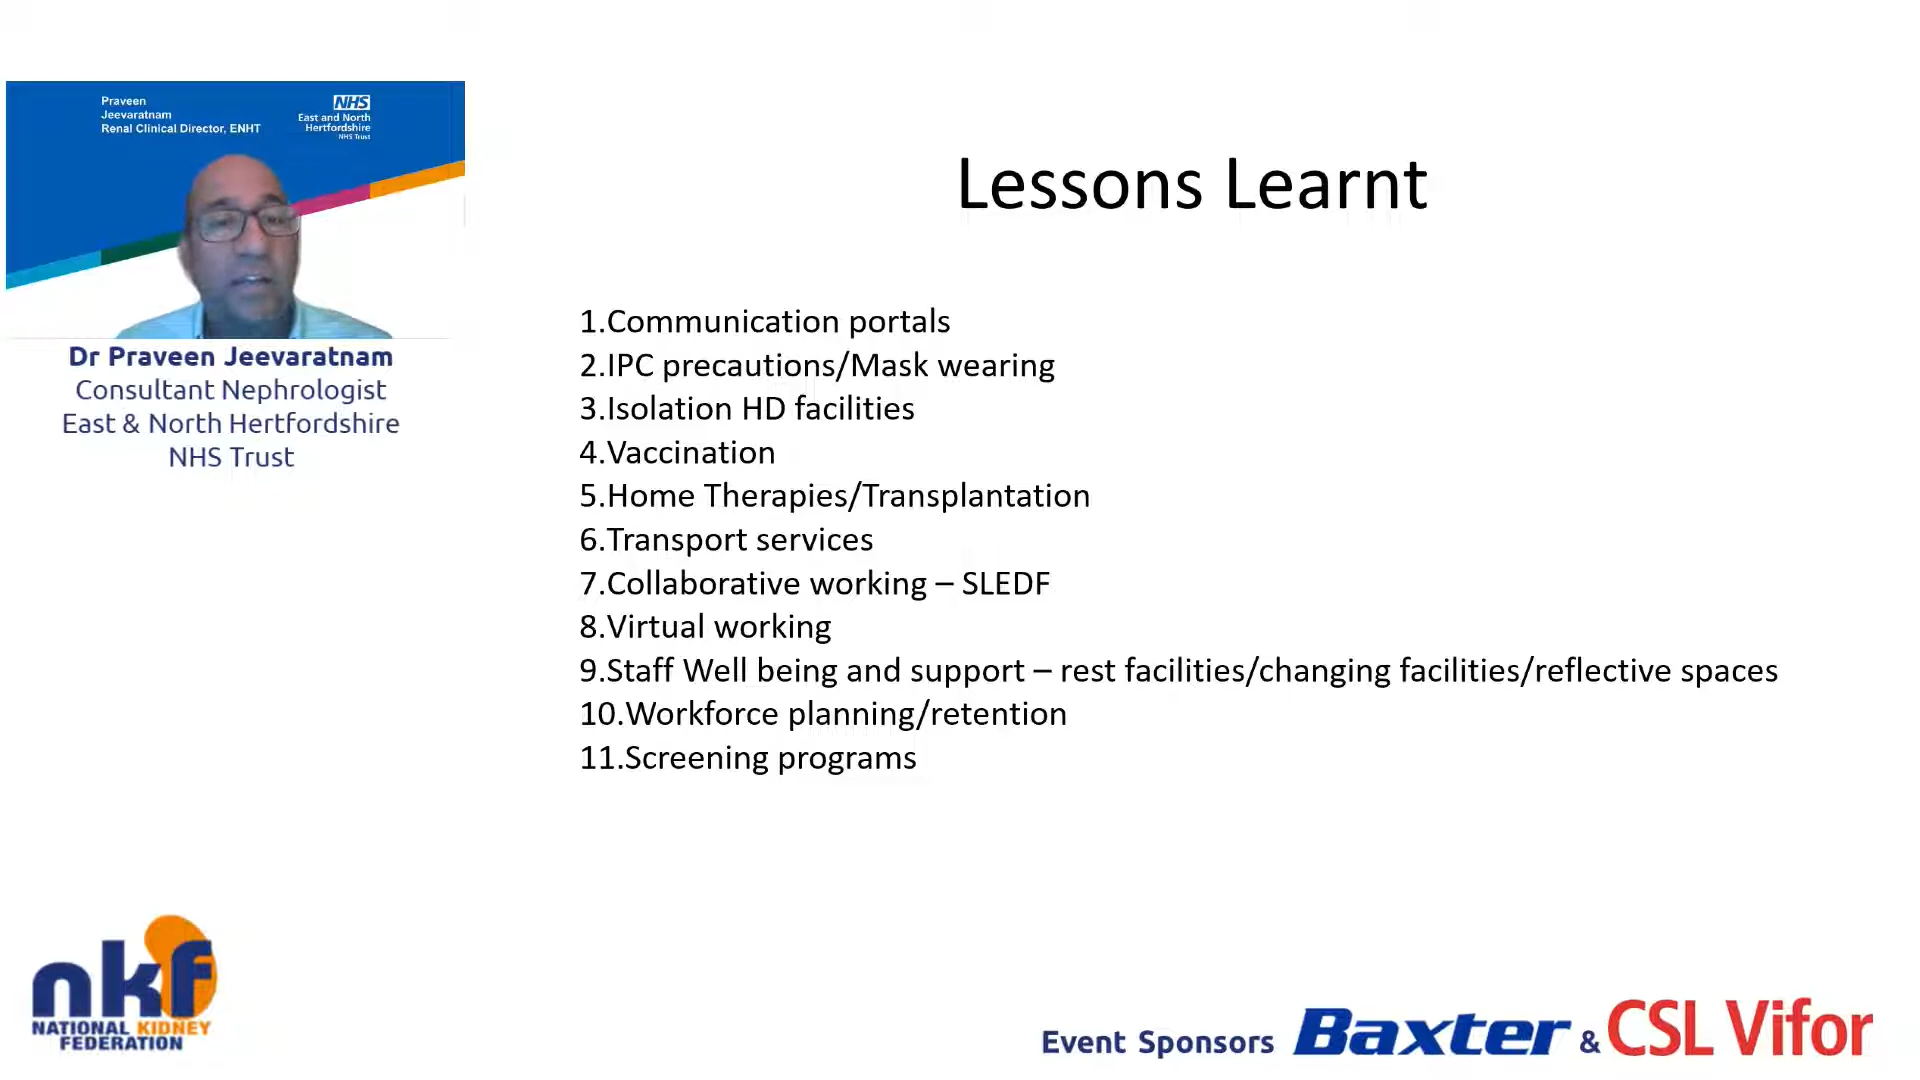 Praveen
Jeevaratnam
Renal Clinical Director, ENHT
NHS
East and North
Hertfordshire
NHS Trust
Dr Praveen Jeevaratnam
Consultant Nephrologist
East & North Hertfordshire
NHS Trust
Lessons Learnt
1.Communication portals
2.IPC precautions/Mask wearing
3.Isolation HD facilities
4.Vaccination
5.Home Therapies/Transplantation
6.Transport services
7.Collaborative working – SLEDF
8.Virtual working
9.Staff Well being and support – rest facilities/changing facilities/reflective spaces
10.Workforce planning/retention
11.Screening programs
nkf
NATIONAL KIDNEY
FEDERATION
Event Sponsors Baxter & CSL Vifor